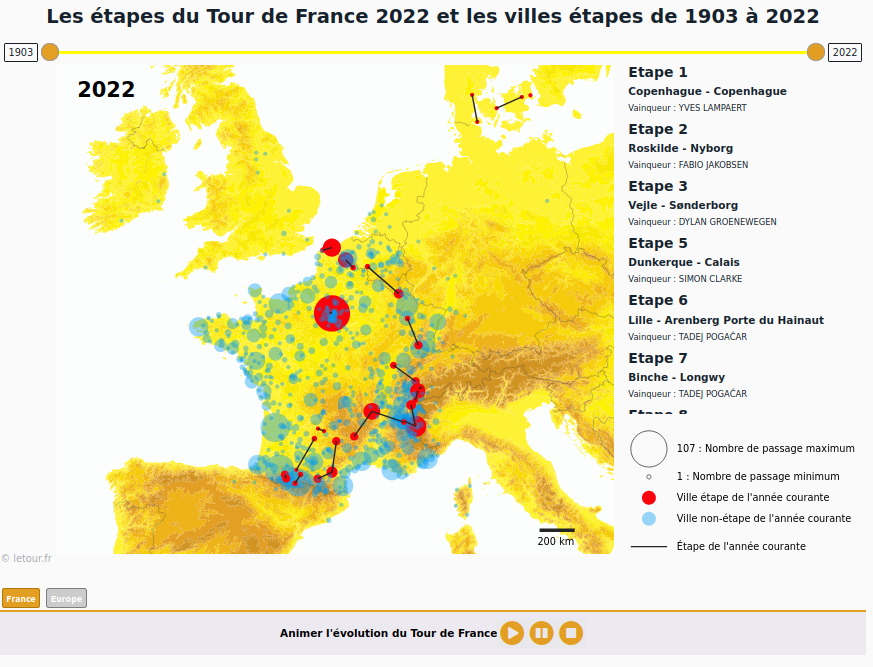 Les étapes du Tour de France 2022 et les villes étapes de 1903 à 2022
1903
2022
2022
Etape 1
Copenhague - Copenhague
Vainqueur : YVES LAMPAERT
Etape 2
Roskilde - Nyborg
Vainqueur : FABIO JAKOBSEN
Etape 3
Vejle - Sønderborg
Vainqueur : DYLAN GROENEWEGEN
Etape 5
Dunkerque - Calais
Vainqueur : SIMON CLARKE
Etape 6
Lille - Arenberg Porte du Hainaut
Vainqueur : TADEJ POGAČAR
Etape 7
Binche - Longwy
Vainqueur : TADEJ POGAČAR
107 : Nombre de passage maximum
1 : Nombre de passage minimum
Ville étape de l'année courante
Ville non-étape de l'année courante
Étape de l'année courante
200 km
© letour.fr
France
Europe
Animer l'évolution du Tour de France